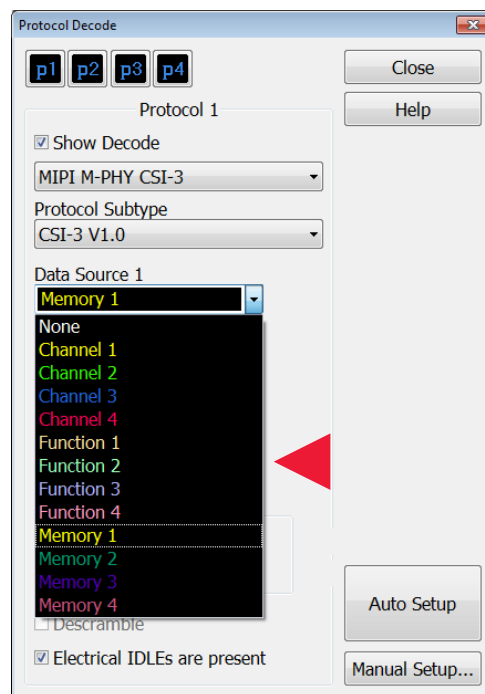 Protocol Decode
p1 p2 p3 p4
Close
Protocol 1
Help
Show Decode
MIPI M-PHY CSI-3
Protocol Subtype
CSI-3 V1.0
Data Source 1
Memory 1
None
Channel 1
Channel 2
Channel 3
Channel 4
Function 1
Function 2
Function 3
Function 4
Memory 1
Memory 2
Memory 3
Memory 4
Auto Setup
Descramble
Electrical IDLEs are present
Manual Setup...